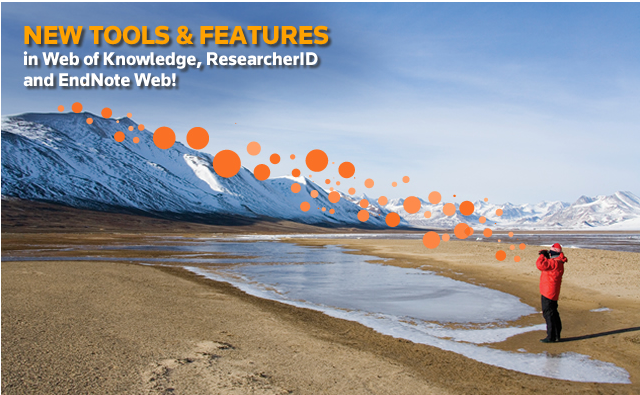 NEW TOOLS & FEATURES
in Web of Knowledge, ResearcherID
and EndNote Web!